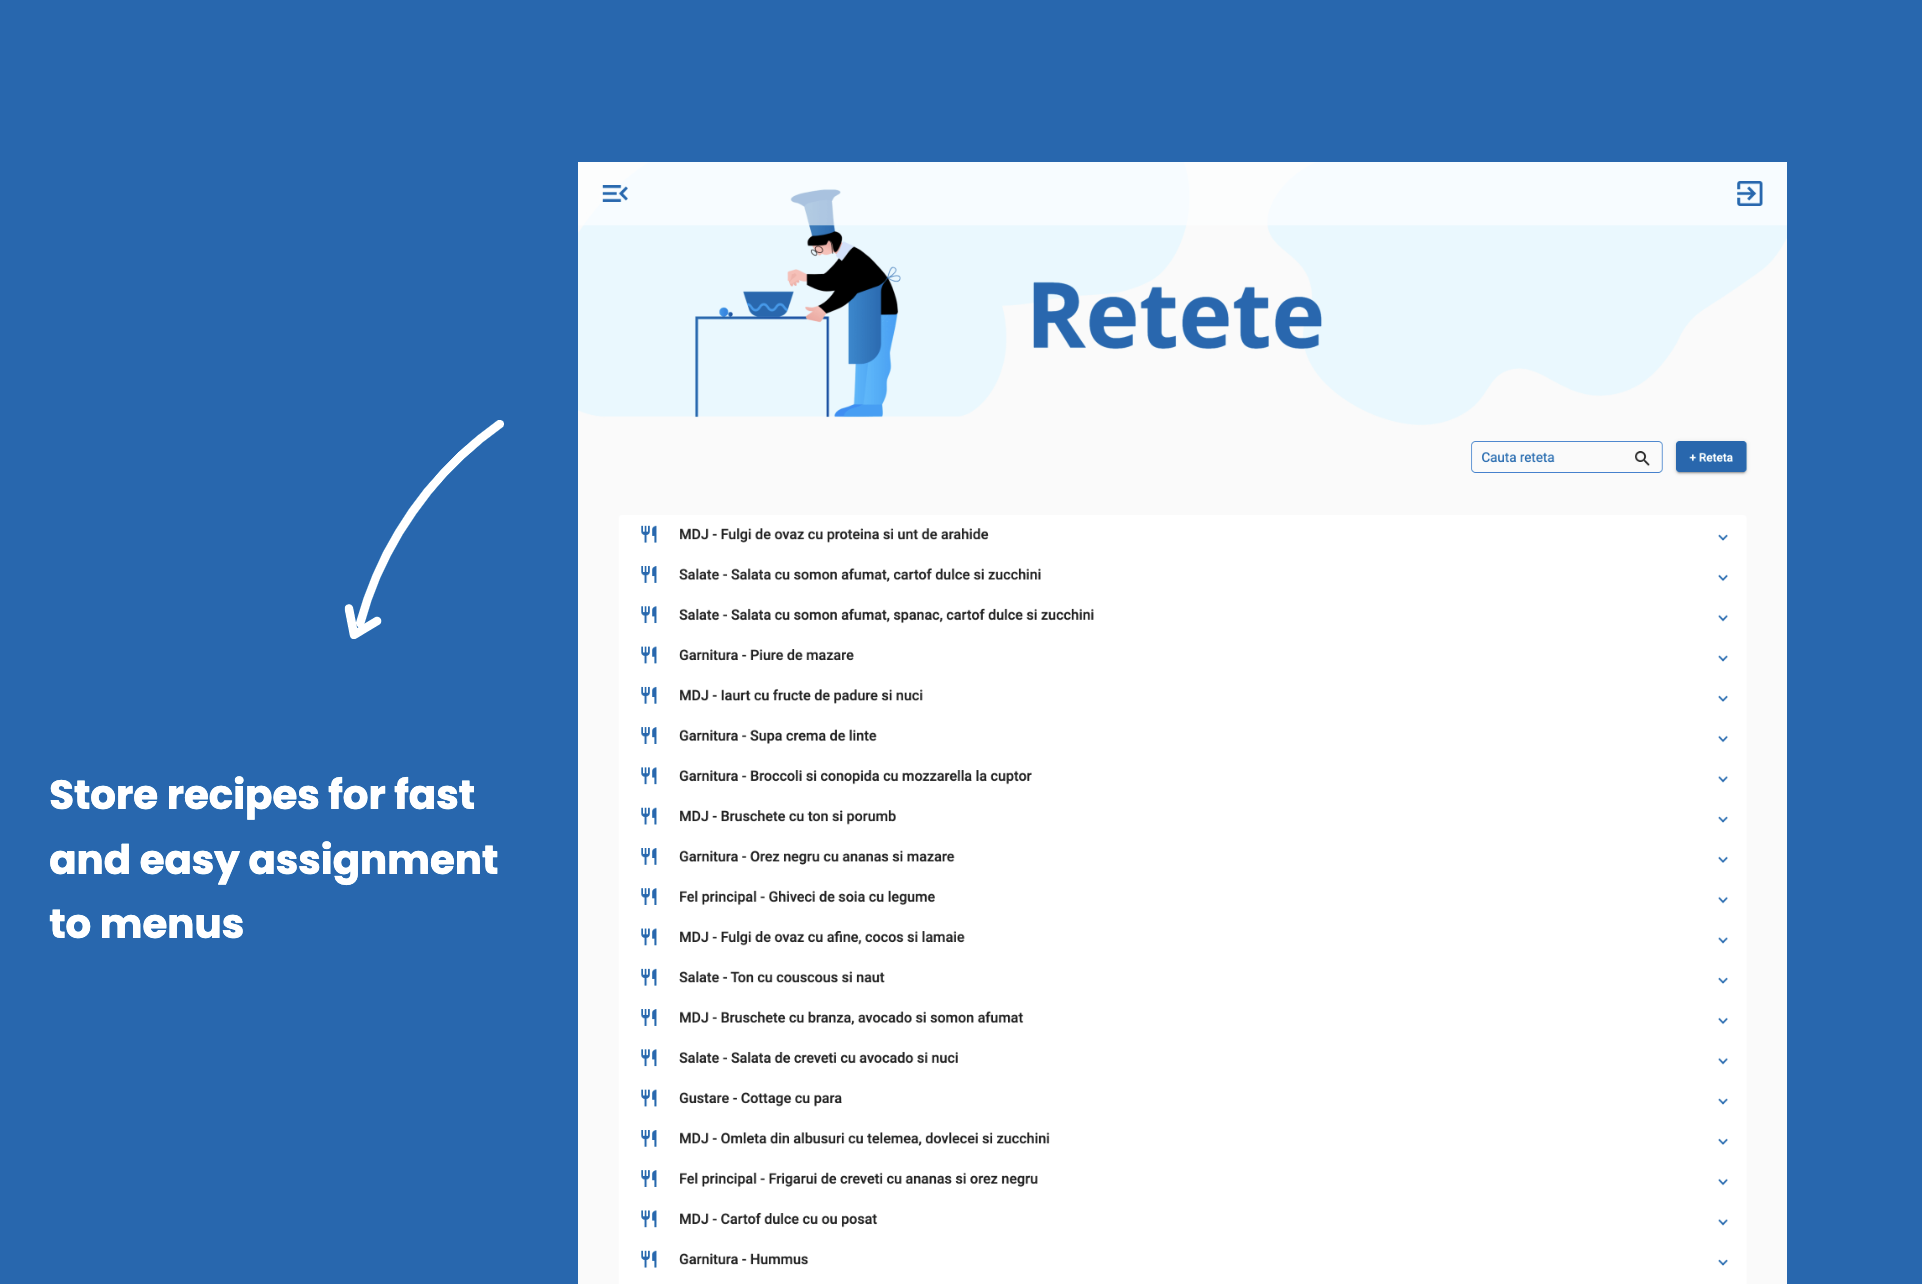 Retete
Cauta reteta
+ Reteta
MDJ - Fulgi de ovaz cu proteina si unt de arahide
Salate - Salata cu somon afumat, cartof dulce si zucchini
Salate - Salata cu somon afumat, spanac, cartof dulce si zucchini
Garnitura - Piure de mazare
MDJ - Iaurt cu fructe de padure si nuci
Garnitura - Supa crema de linte
Garnitura - Broccoli si conopida cu mozzarella la cuptor
MDJ - Bruschete cu ton si porumb
Garnitura - Orez negru cu ananas si mazare
Fel principal - Ghiveci de soia cu legume
MDJ - Fulgi de ovaz cu afine, cocos si lamaie
Salate - Ton cu couscous si naut
MDJ - Bruschete cu branza, avocado si somon afumat
Salate - Salata de creveti cu avocado si nuci
Gustare - Cottage cu para
MDJ - Omleta din albusuri cu telemea, dovlecei si zucchini
Fel principal - Frigarui de creveti cu ananas si orez negru
MDJ - Cartof dulce cu ou posat
Garnitura - Hummus
Store recipes for fast
and easy assignment
to menus